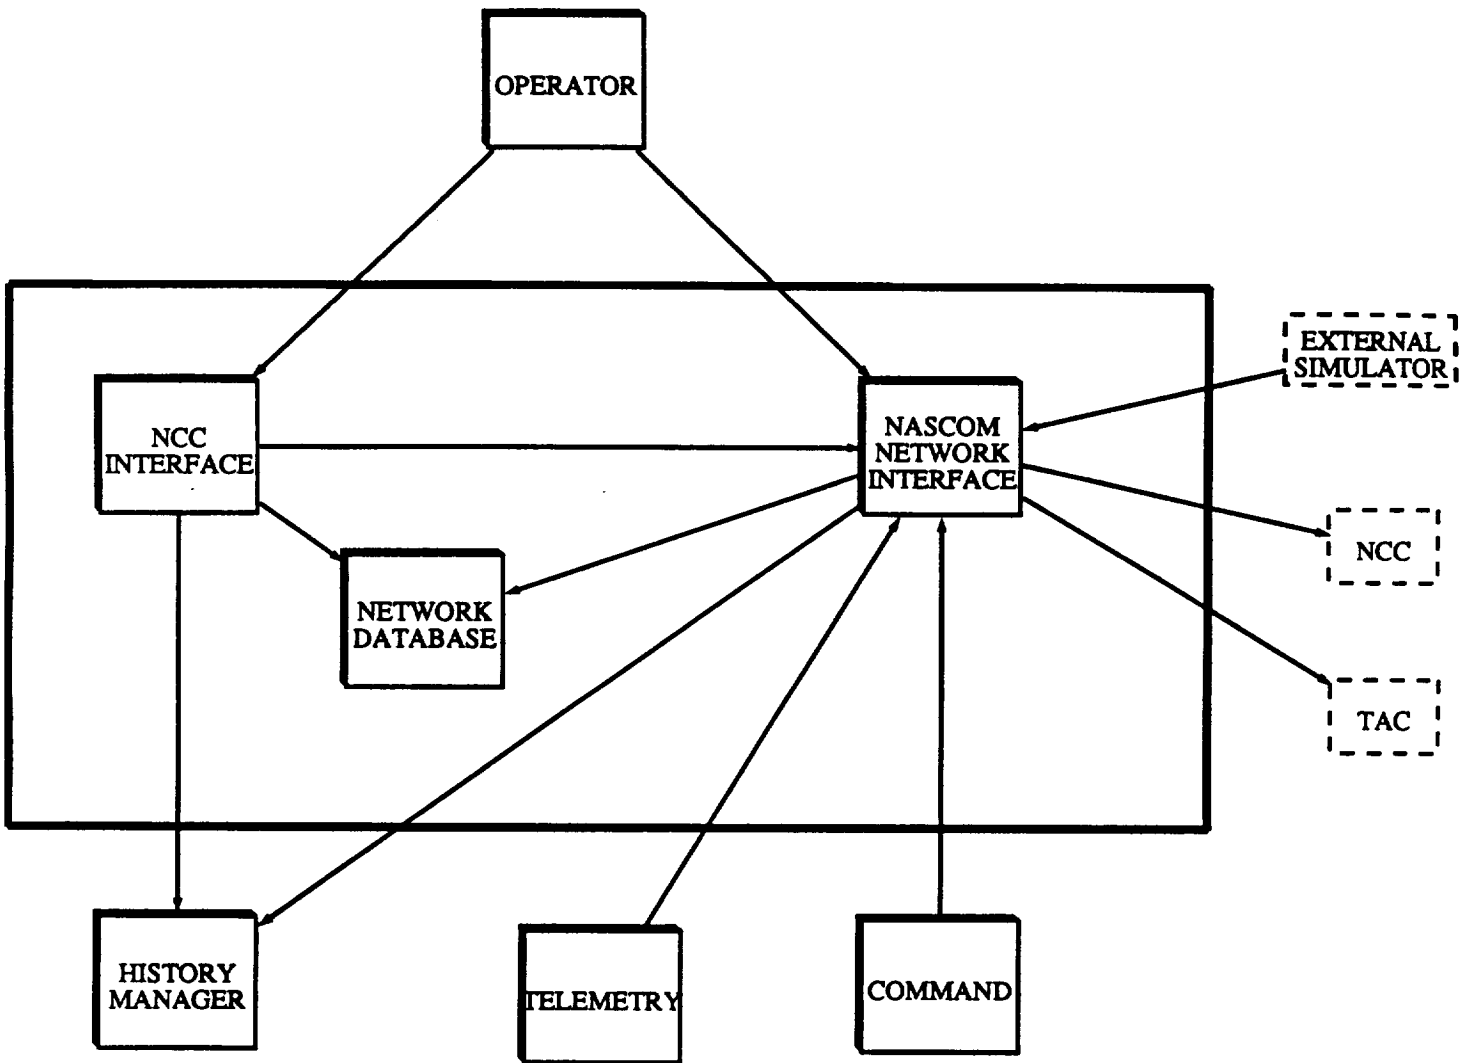 OPERATOR
EXTERNAL
SIMULATOR
NCC
INTERFACE
NASCOM
NETWORK
INTERFACE
NCC
NETWORK
DATABASE
TAC
HISTORY
MANAGER
TELEMETRY
COMMAND